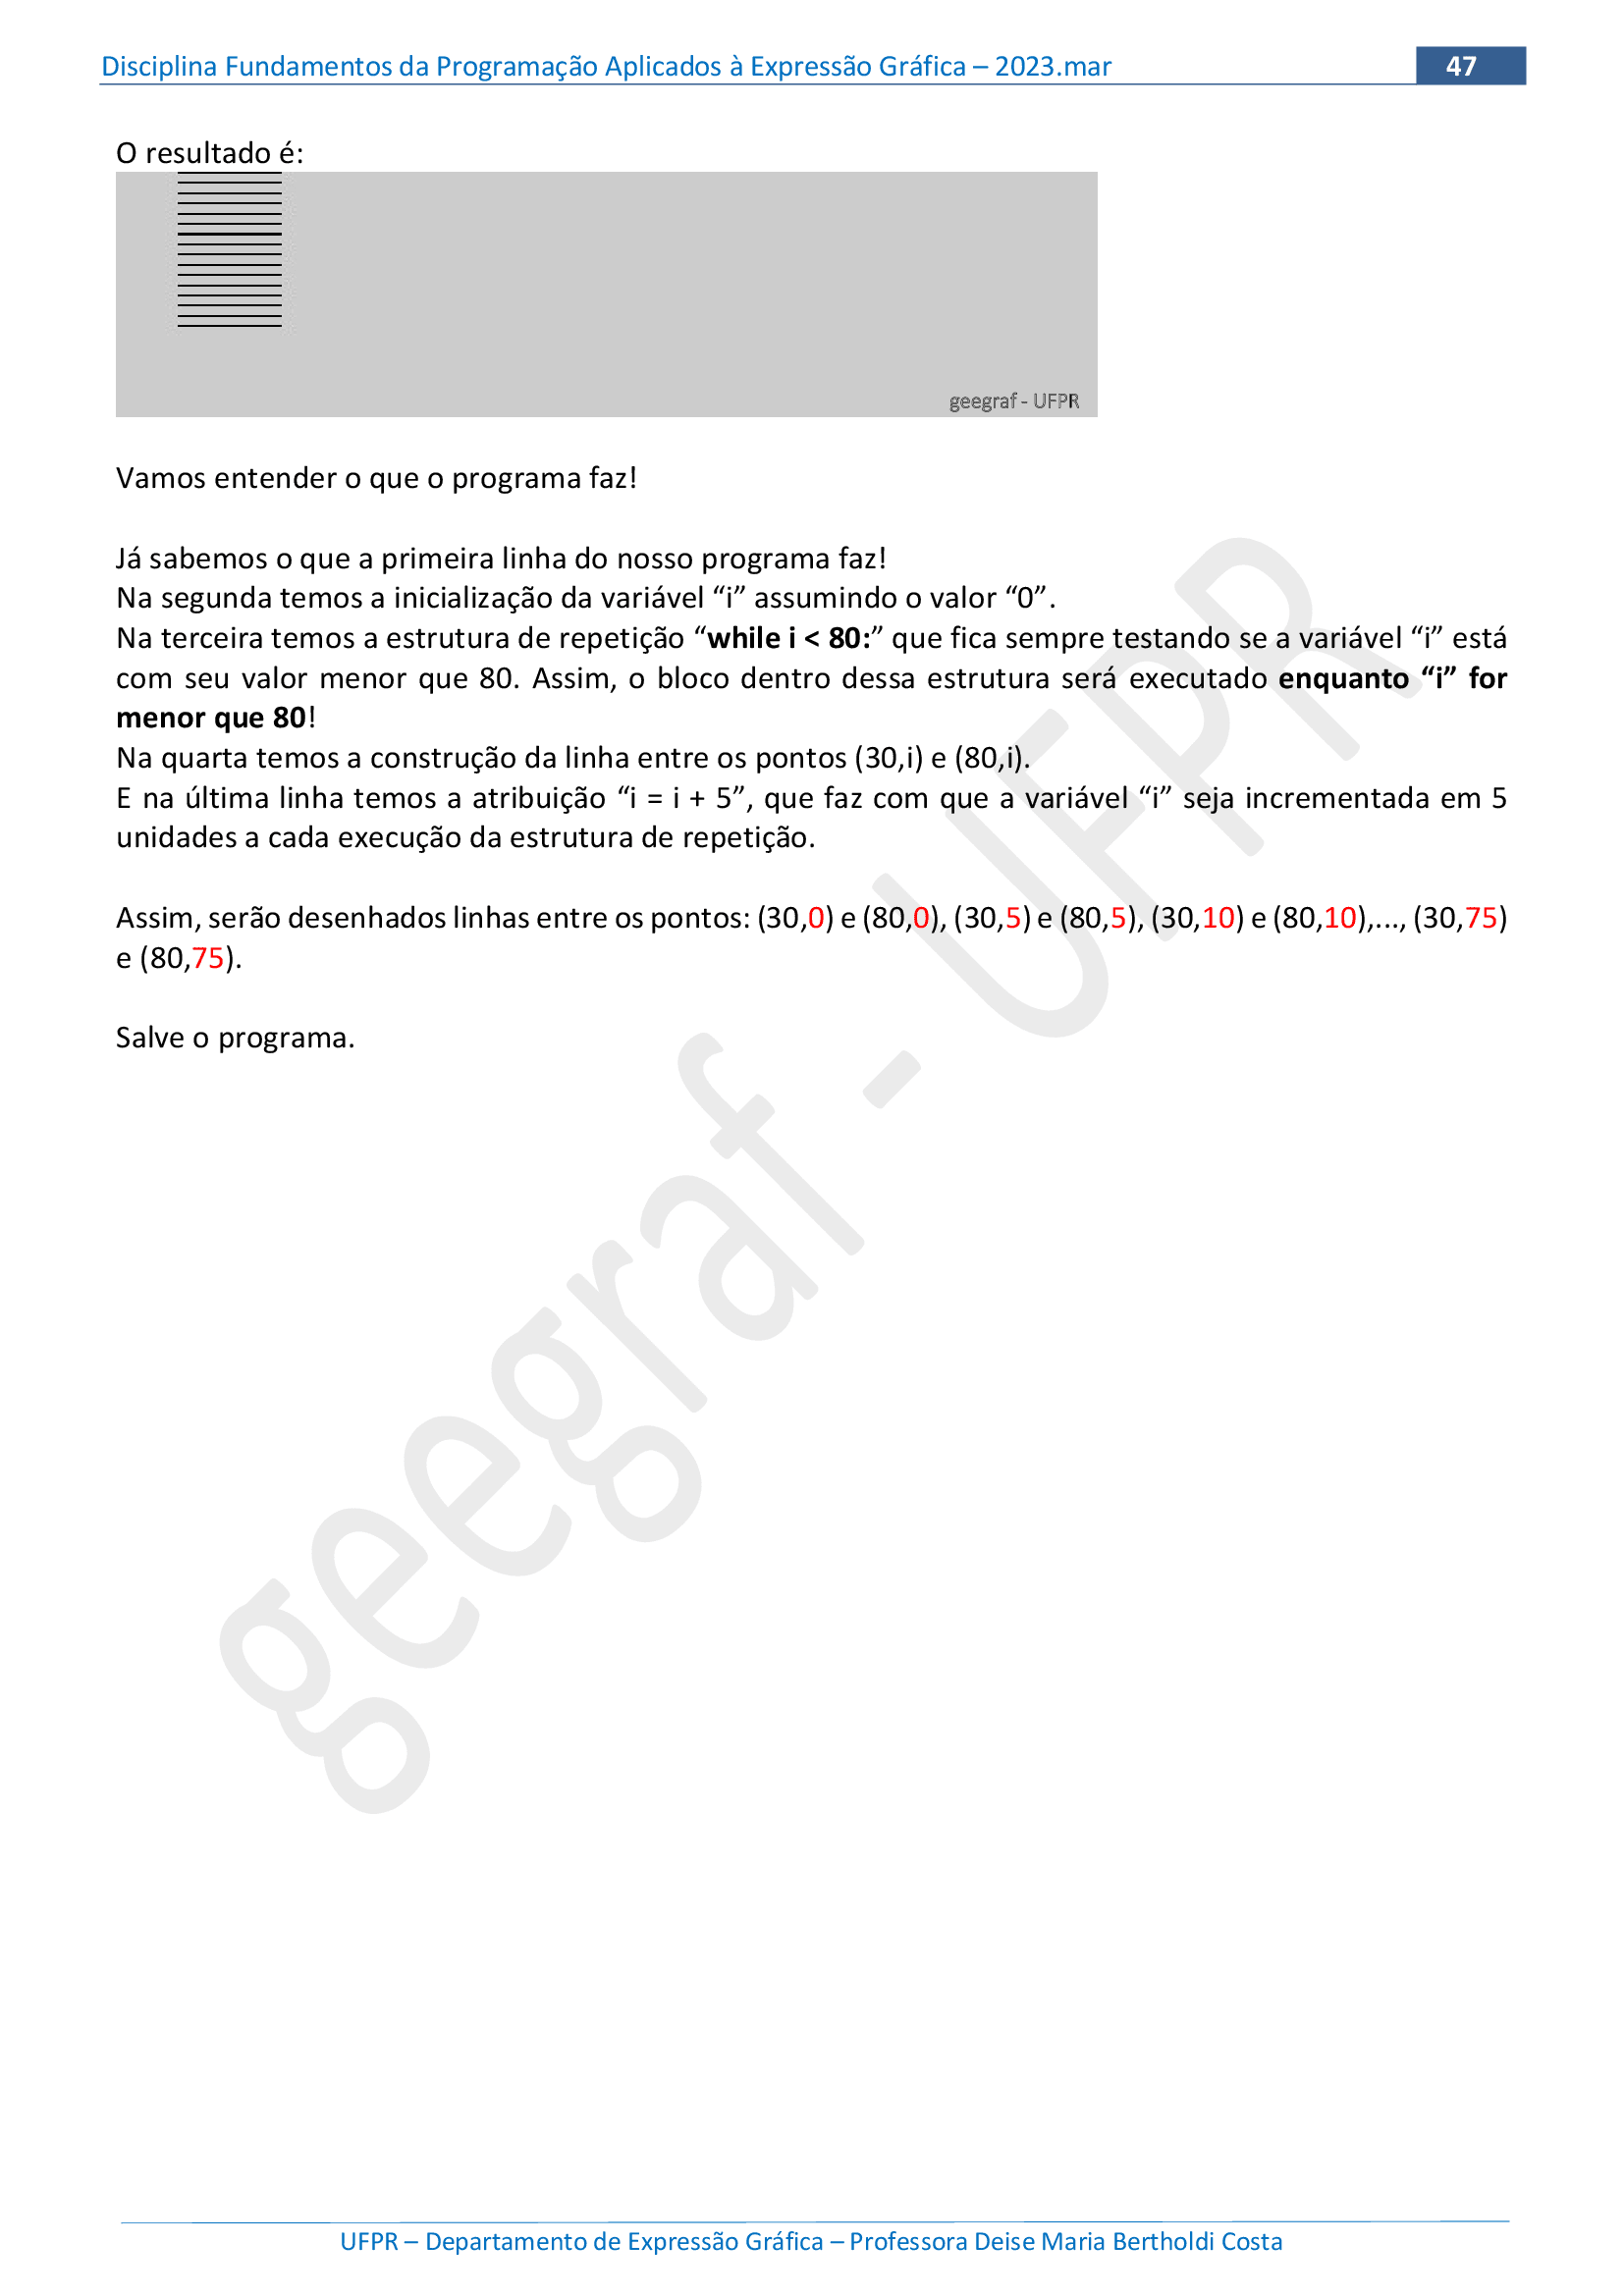 Disciplina Fundamentos da Programação Aplicados à Expressão Gráfica – 2023.mar 47
O resultado é:
geegraf - UFPR
Vamos entender o que o programa faz!
Já sabemos o que a primeira linha do nosso programa faz!
Na segunda temos a inicialização da variável “i” assumindo o valor “0”.
Na terceira temos a estrutura de repetição “while i < 80:” que fica sempre testando se a variável “i” está
com seu valor menor que 80. Assim, o bloco dentro dessa estrutura será executado enquanto “i” for
menor que 80!
Na quarta temos a construção da linha entre os pontos (30,i) e (80,i).
E na última linha temos a atribuição “i = i + 5”, que faz com que a variável “i” seja incrementada em 5
unidades a cada execução da estrutura de repetição.
Assim, serão desenhados linhas entre os pontos: (30,0) e (80,0), (30,5) e (80,5), (30,10) e (80,10),..., (30,75)
e (80,75).
Salve o programa.
geegraf - UFPR
UFPR – Departamento de Expressão Gráfica – Professora Deise Maria Bertholdi Costa